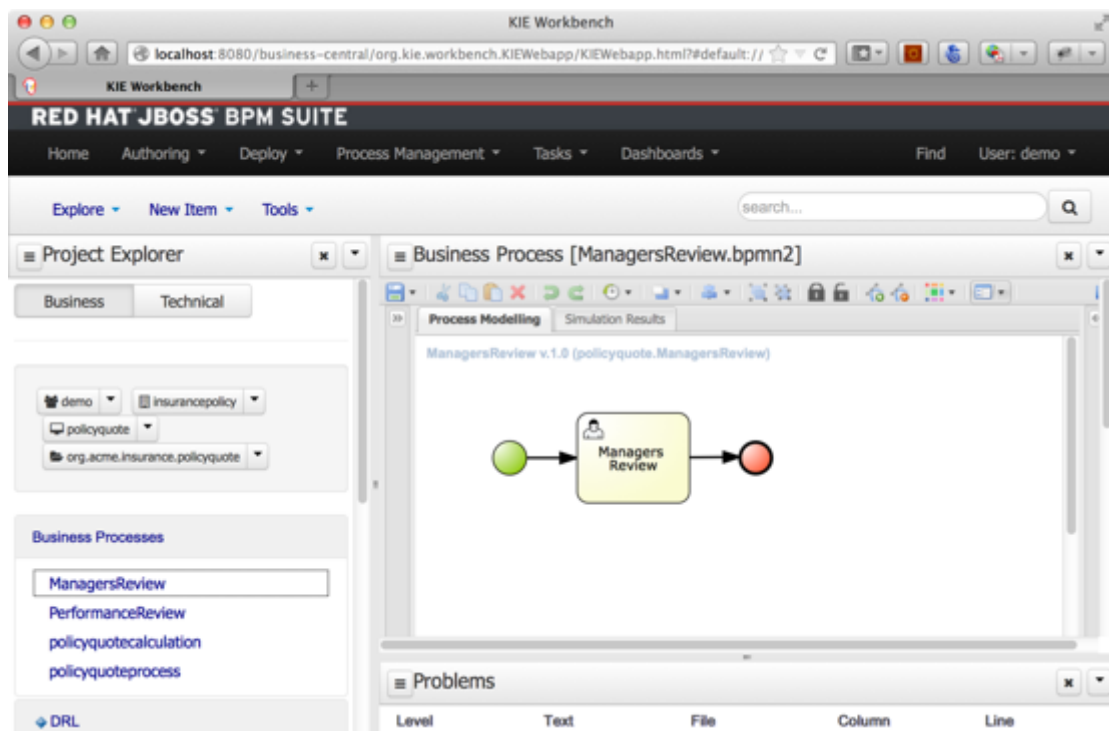 KIE Workbench
localhost:8080/business-central/org.kie.workbench.KIEWebapp/KIEWebapp.html?#default://
KIE Workbench
RED HAT JBOSS BPM SUITE
Home Authoring Deploy Process Management Tasks Dashboards Find User: demo
Explore New Item Tools search...
Project Explorer
Business Technical
demo insurancepolicy
policyquote
org.acme.insurance.policyquote
Business Processes
ManagersReview
PerformanceReview
policyquotecalculation
policyquoteprocess
DRL
Business Process [ManagersReview.bpmn2]
Process Modelling Simulation Results
ManagersReview v.1.0 (policyquote.ManagersReview)
Managers
Review
Problems
Level Text File Column Line